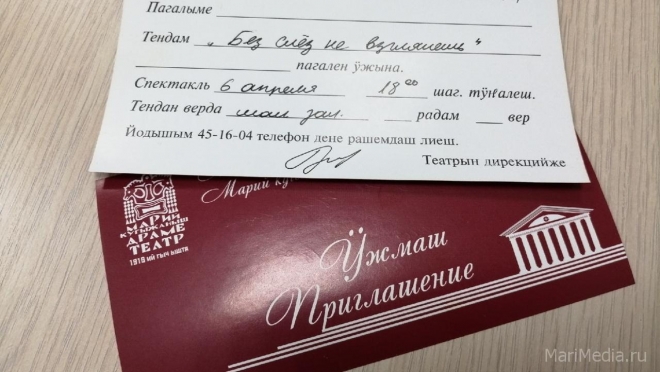 Пагалыме
Тендам „Без слёз не взглянешь“
пагален ӱжына.
Спектакль 6 апреля 18 00 шаг. тӱҥалеш.
Тендан верда мал зал. радам вер
Йодышым 45-16-04 телефон дене рашемдаш лиеш.
Театрын дирекцийже
Марий
МАРИЙ
КУГЫЖАНЫШ
ДРАМЕ
ТЕАТР
1919 ИЙ ГЫЧ ЫШТА
Ӱжмаш
Приглашение
MariMedia.ru